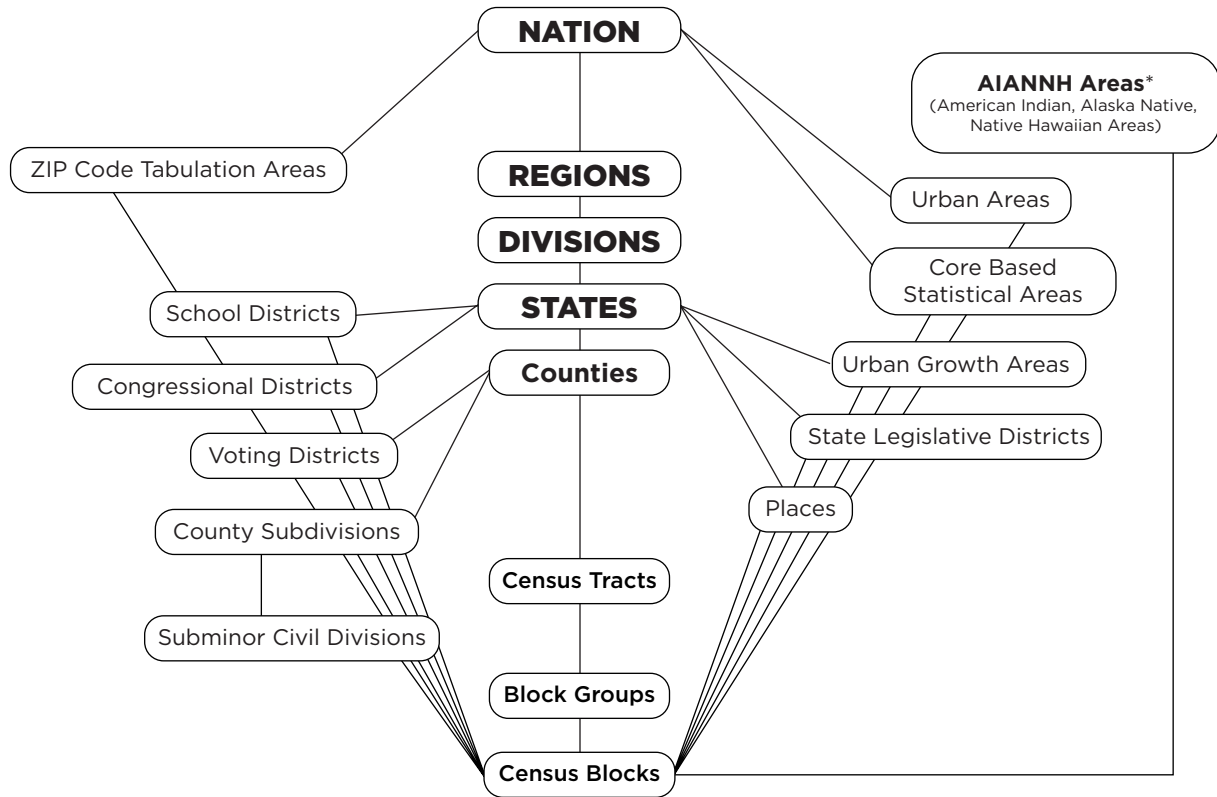 NATION
AIANNH Areas*
(American Indian, Alaska Native,
Native Hawaiian Areas)
ZIP Code Tabulation Areas
REGIONS
Urban Areas
DIVISIONS
Core Based
Statistical Areas
School Districts
STATES
Congressional Districts
Counties
Urban Growth Areas
Voting Districts
State Legislative Districts
County Subdivisions
Places
Census Tracts
Subminor Civil Divisions
Block Groups
Census Blocks